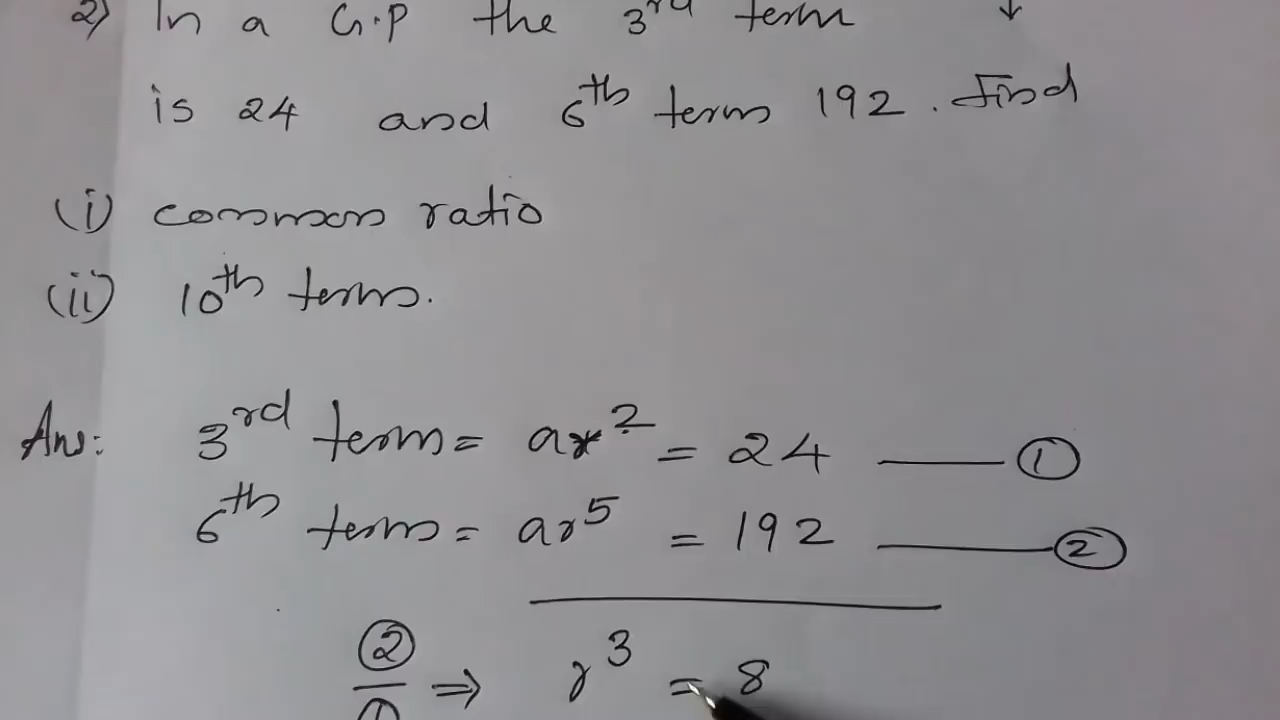 2) In a G.P the 3rd term ↓
is 24 and 6th term 192. Find
(i) common ratio
(ii) 10th term.
Ans: 3rd term = ar² = 24 —— ①
6th term = ar⁵ = 192 —— ②
②/① ⇒ r³ = 8